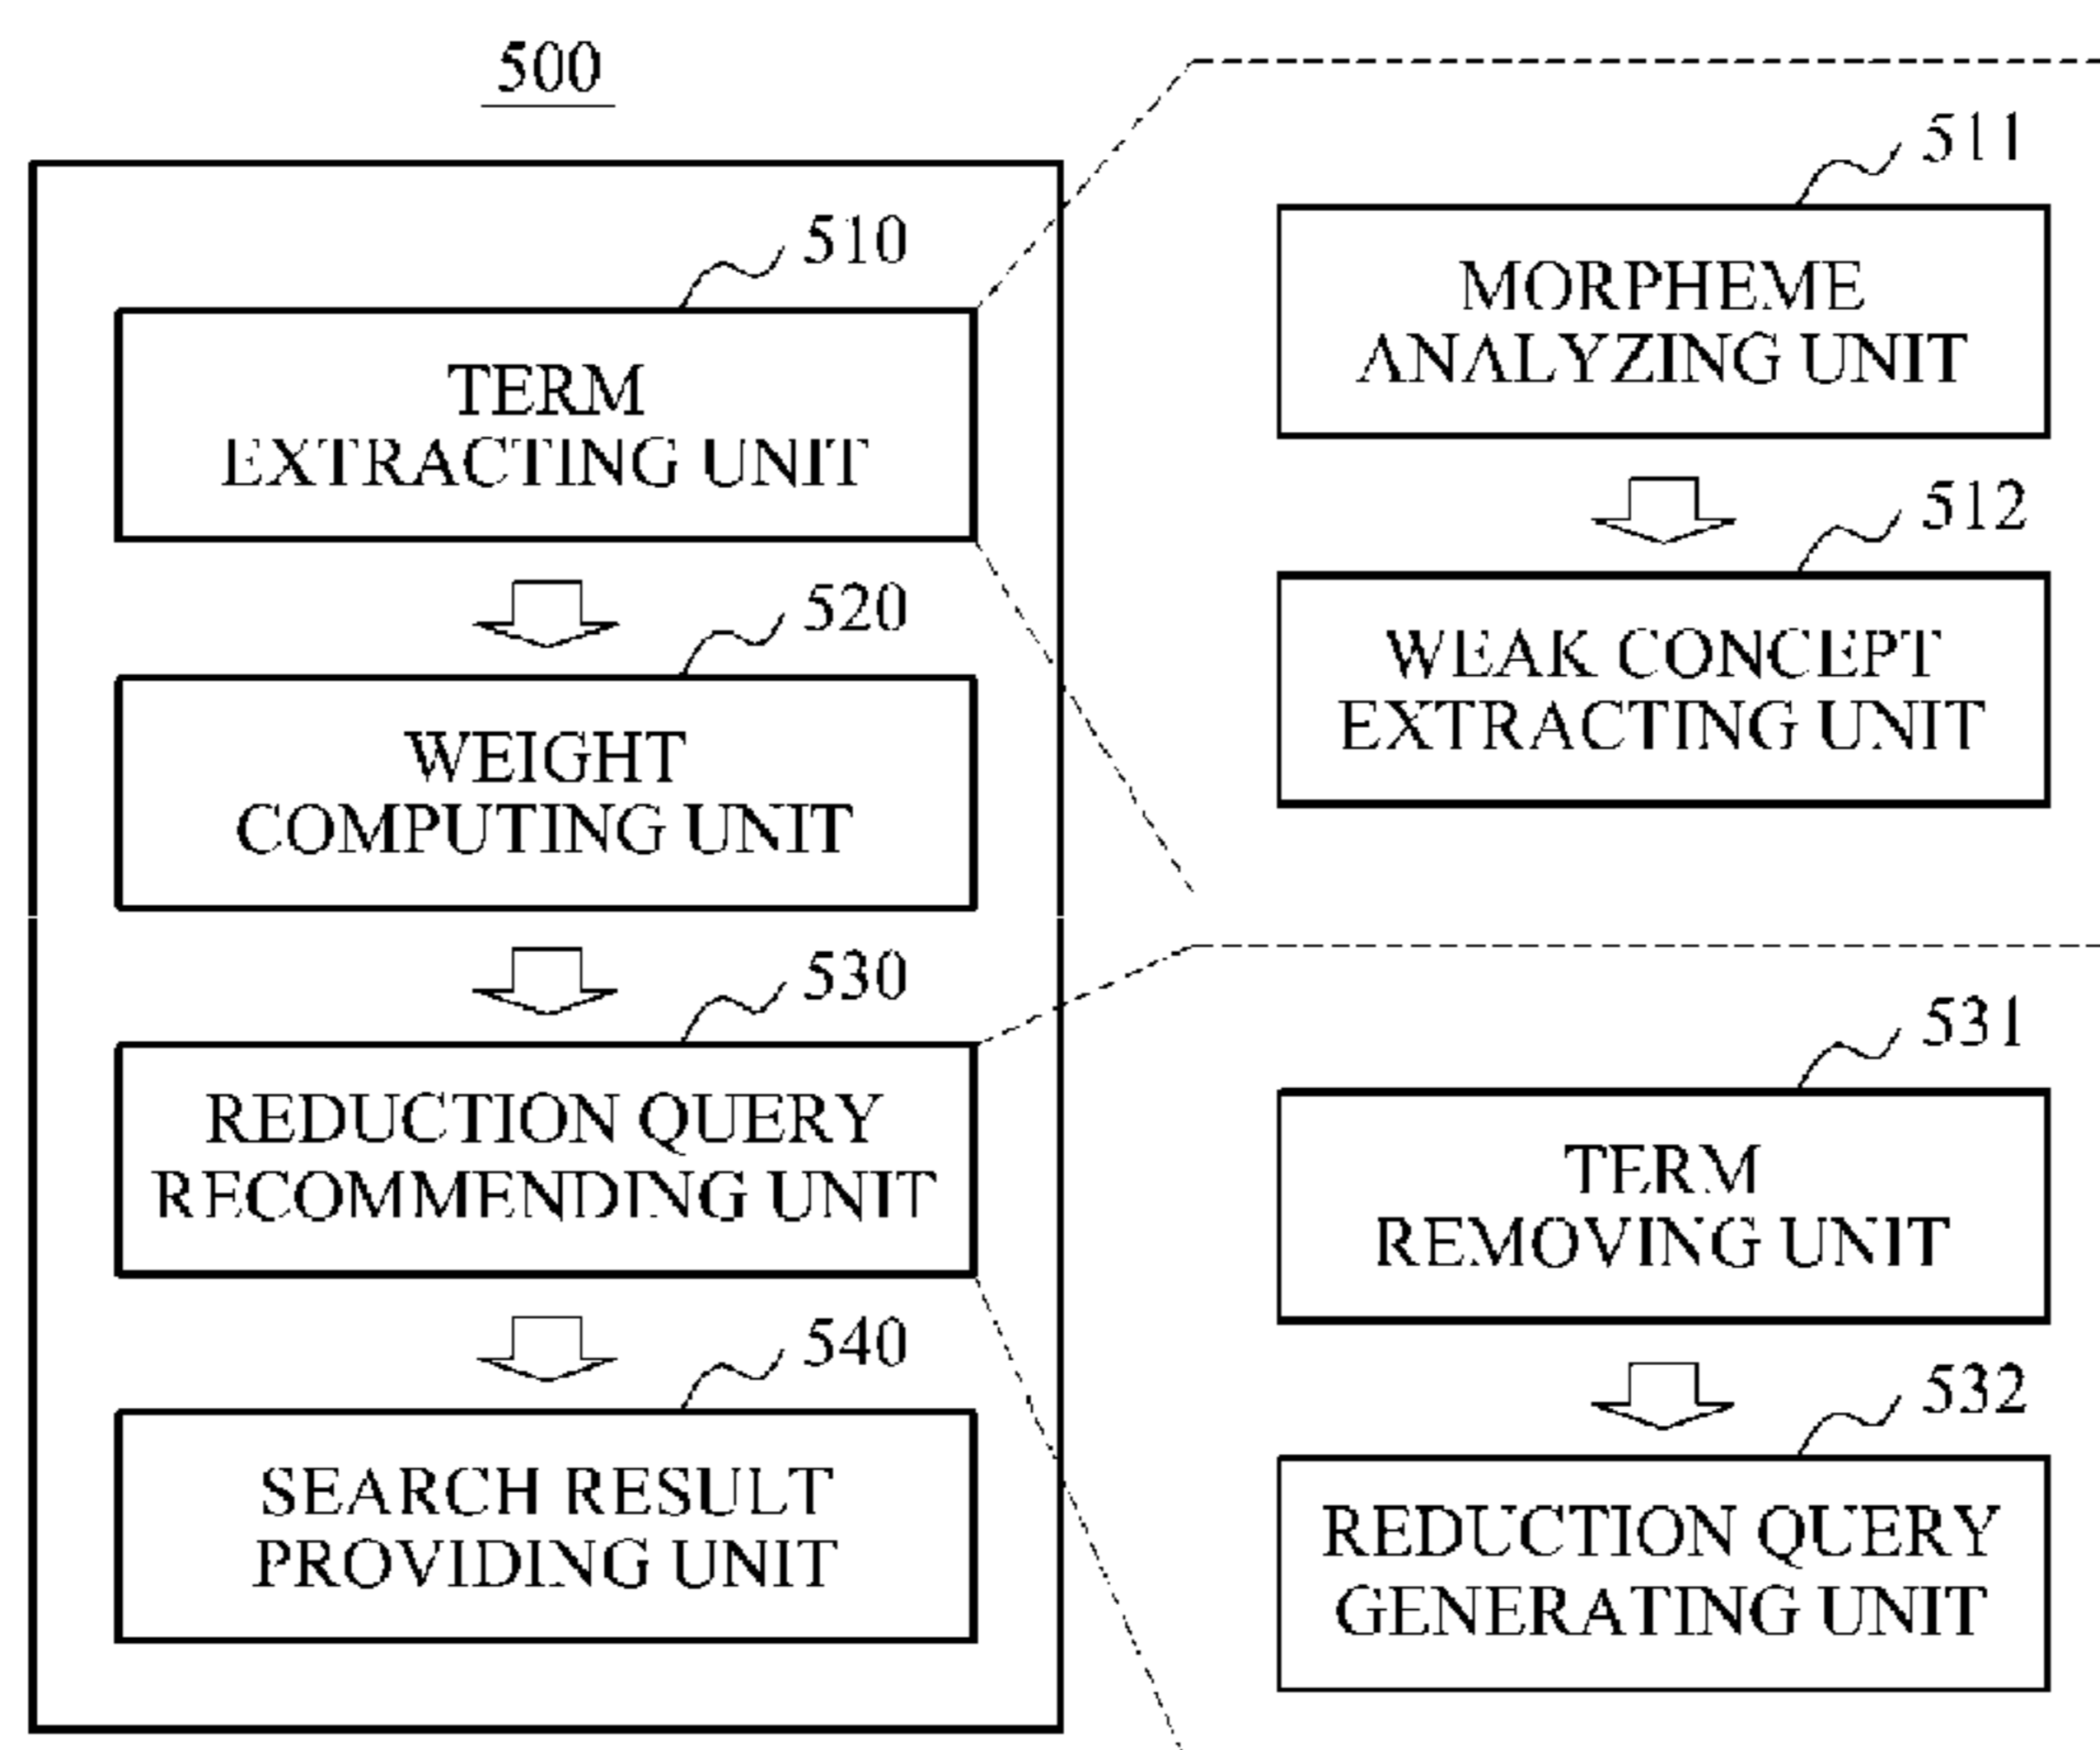 500
510
TERM
EXTRACTING UNIT
520
WEIGHT
COMPUTING UNIT
530
REDUCTION QUERY
RECOMMENDING UNIT
540
SEARCH RESULT
PROVIDING UNIT
511
MORPHEME
ANALYZING UNIT
512
WEAK CONCEPT
EXTRACTING UNIT
531
TERM
REMOVING UNIT
532
REDUCTION QUERY
GENERATING UNIT